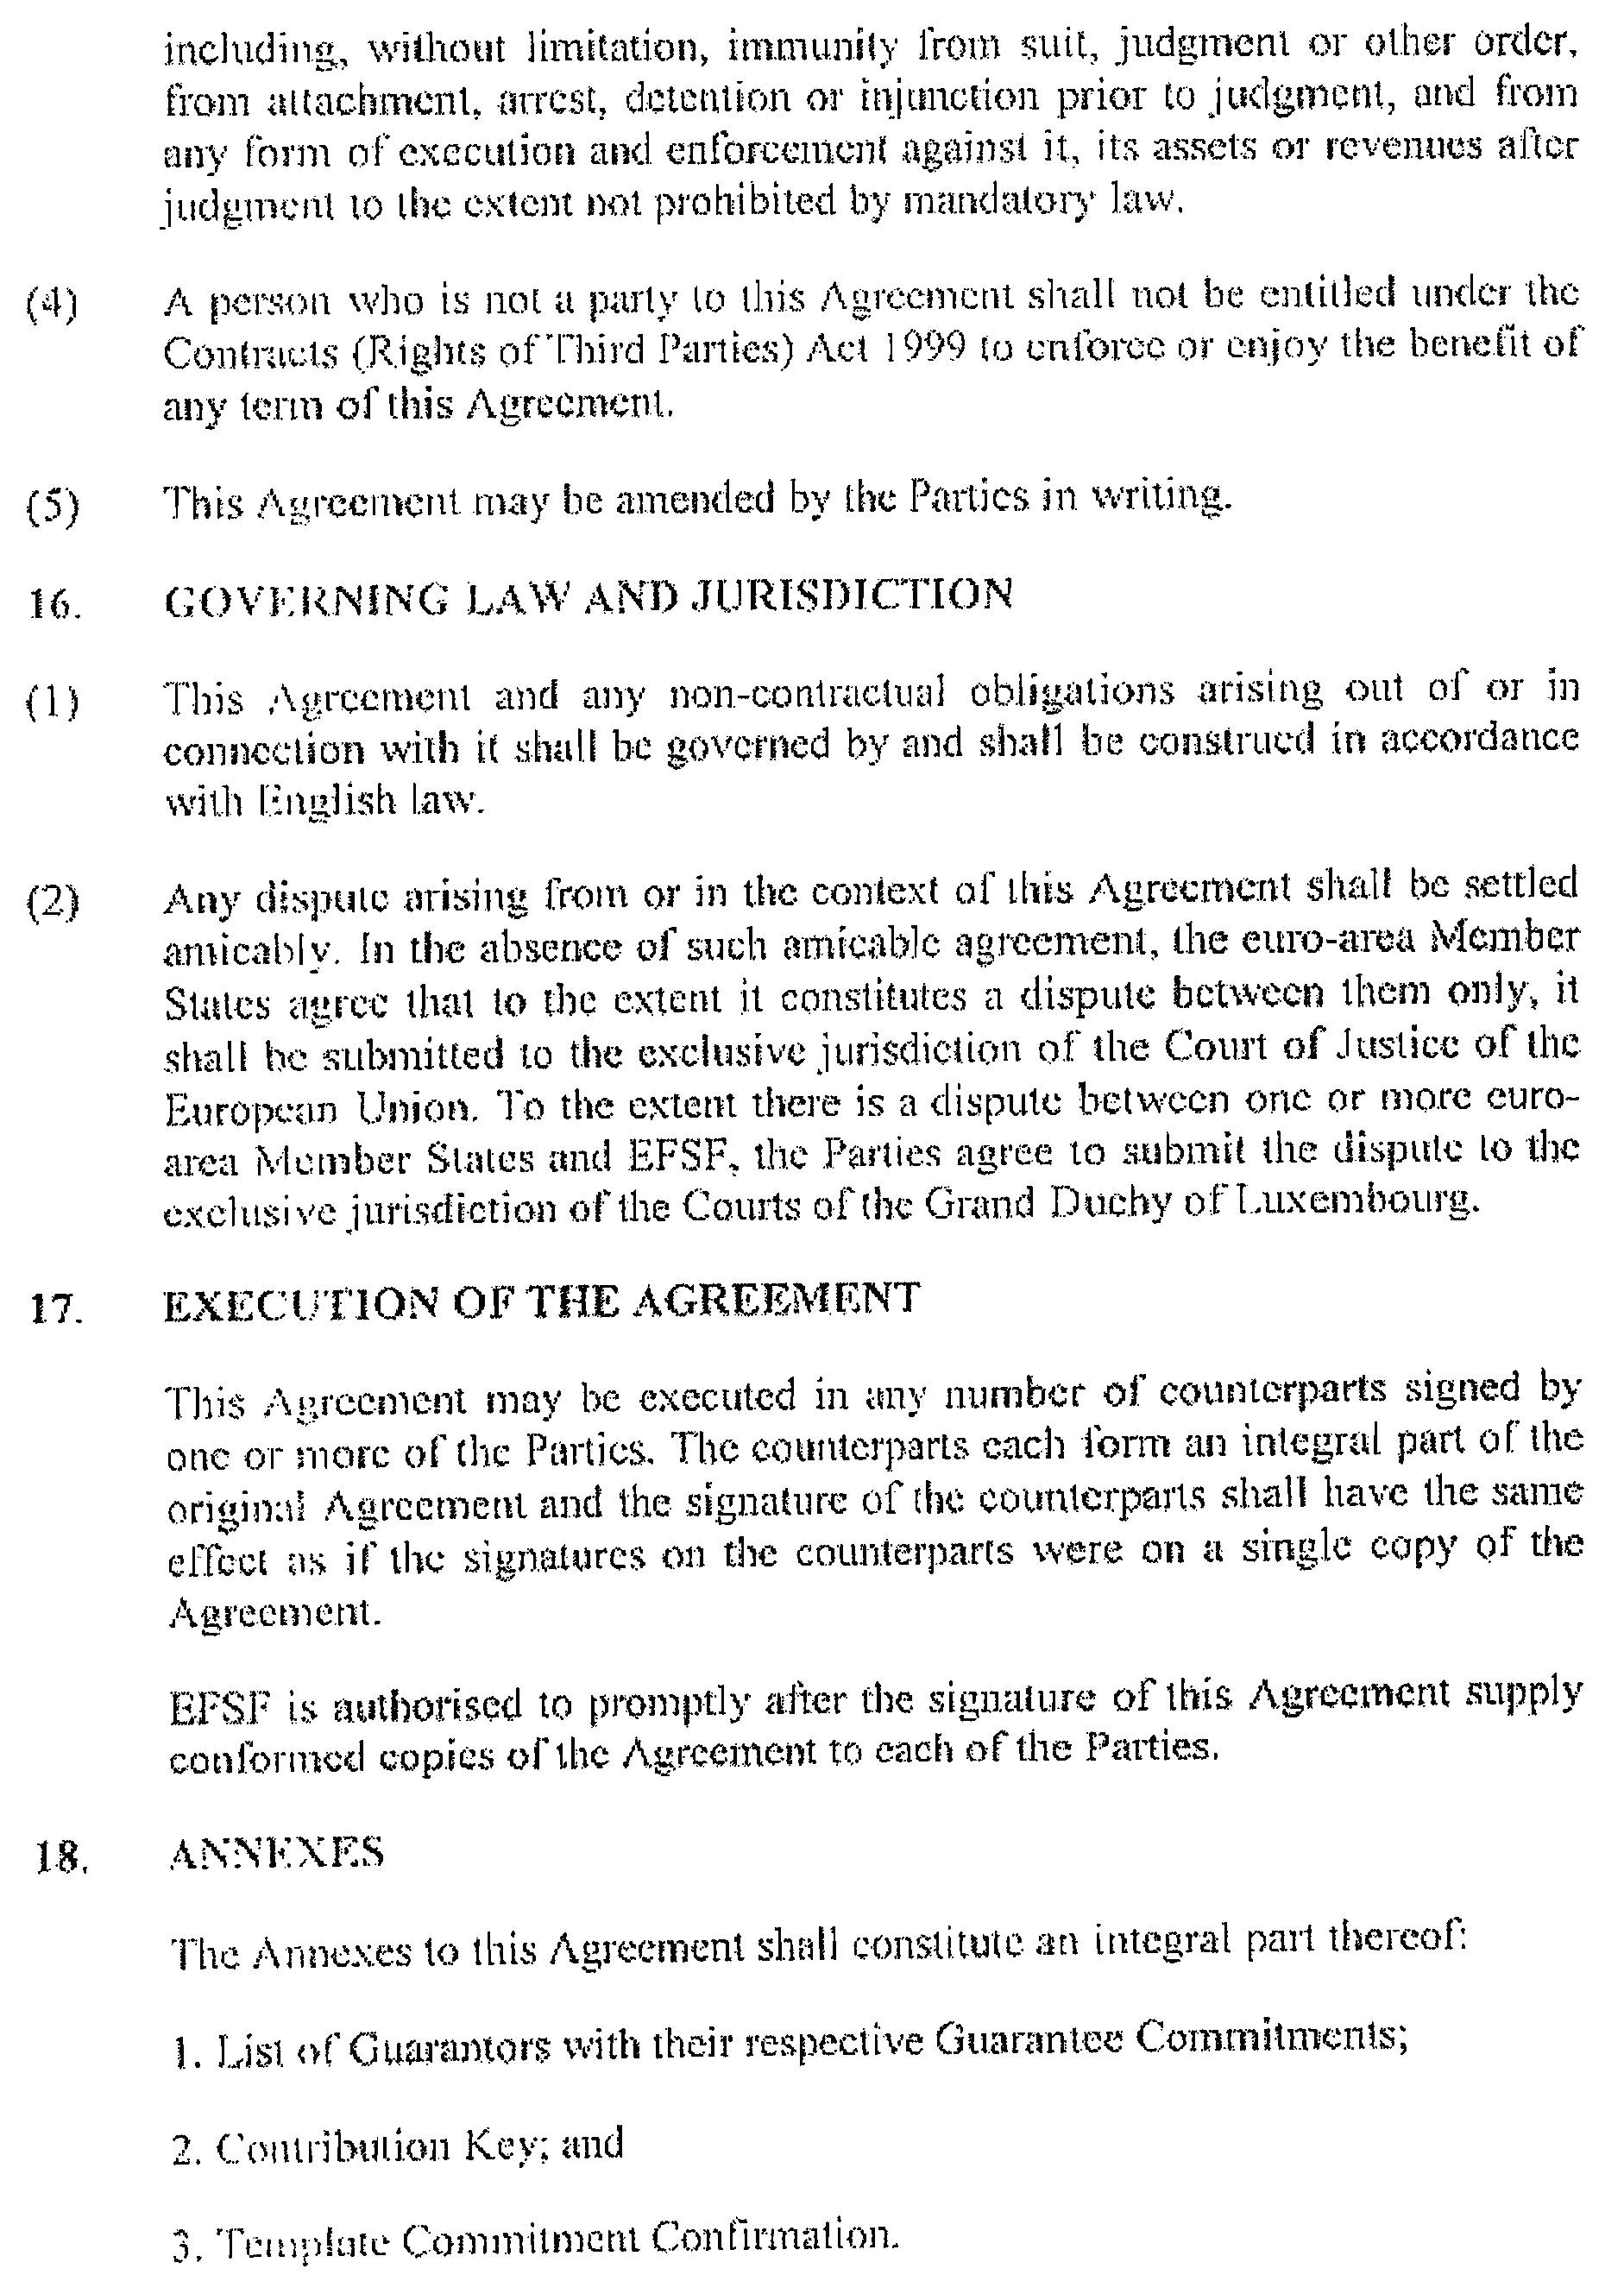 including, without limitation, immunity from suit, judgment or other order,
from attachment, arrest, detention or injunction prior to judgment, and from
any form of execution and enforcement against it, its assets or revenues after
judgment to the extent not prohibited by mandatory law.
(4) A person who is not a party to this Agreement shall not be entitled under the
Contracts (Rights of Third Parties) Act 1999 to enforce or enjoy the benefit of
any term of this Agreement.
(5) This Agreement may be amended by the Parties in writing.
16. GOVERNING LAW AND JURISDICTION
(1) This Agreement and any non-contractual obligations arising out of or in
connection with it shall be governed by and shall be construed in accordance
with English law.
(2) Any dispute arising from or in the context of this Agreement shall be settled
amicably. In the absence of such amicable agreement, the euro-area Member
States agree that to the extent it constitutes a dispute between them only, it
shall be submitted to the exclusive jurisdiction of the Court of Justice of the
European Union. To the extent there is a dispute between one or more euro-
area Member States and EFSF, the Parties agree to submit the dispute to the
exclusive jurisdiction of the Courts of the Grand Duchy of Luxembourg.
17. EXECUTION OF THE AGREEMENT
This Agreement may be executed in any number of counterparts signed by
one or more of the Parties. The counterparts each form an integral part of the
original Agreement and the signature of the counterparts shall have the same
effect as if the signatures on the counterparts were on a single copy of the
Agreement.
EFSF is authorised to promptly after the signature of this Agreement supply
conformed copies of the Agreement to each of the Parties.
18. ANNEXES
The Annexes to this Agreement shall constitute an integral part thereof:
1. List of Guarantors with their respective Guarantee Commitments;
2. Contribution Key; and
3. Template Commitment Confirmation.